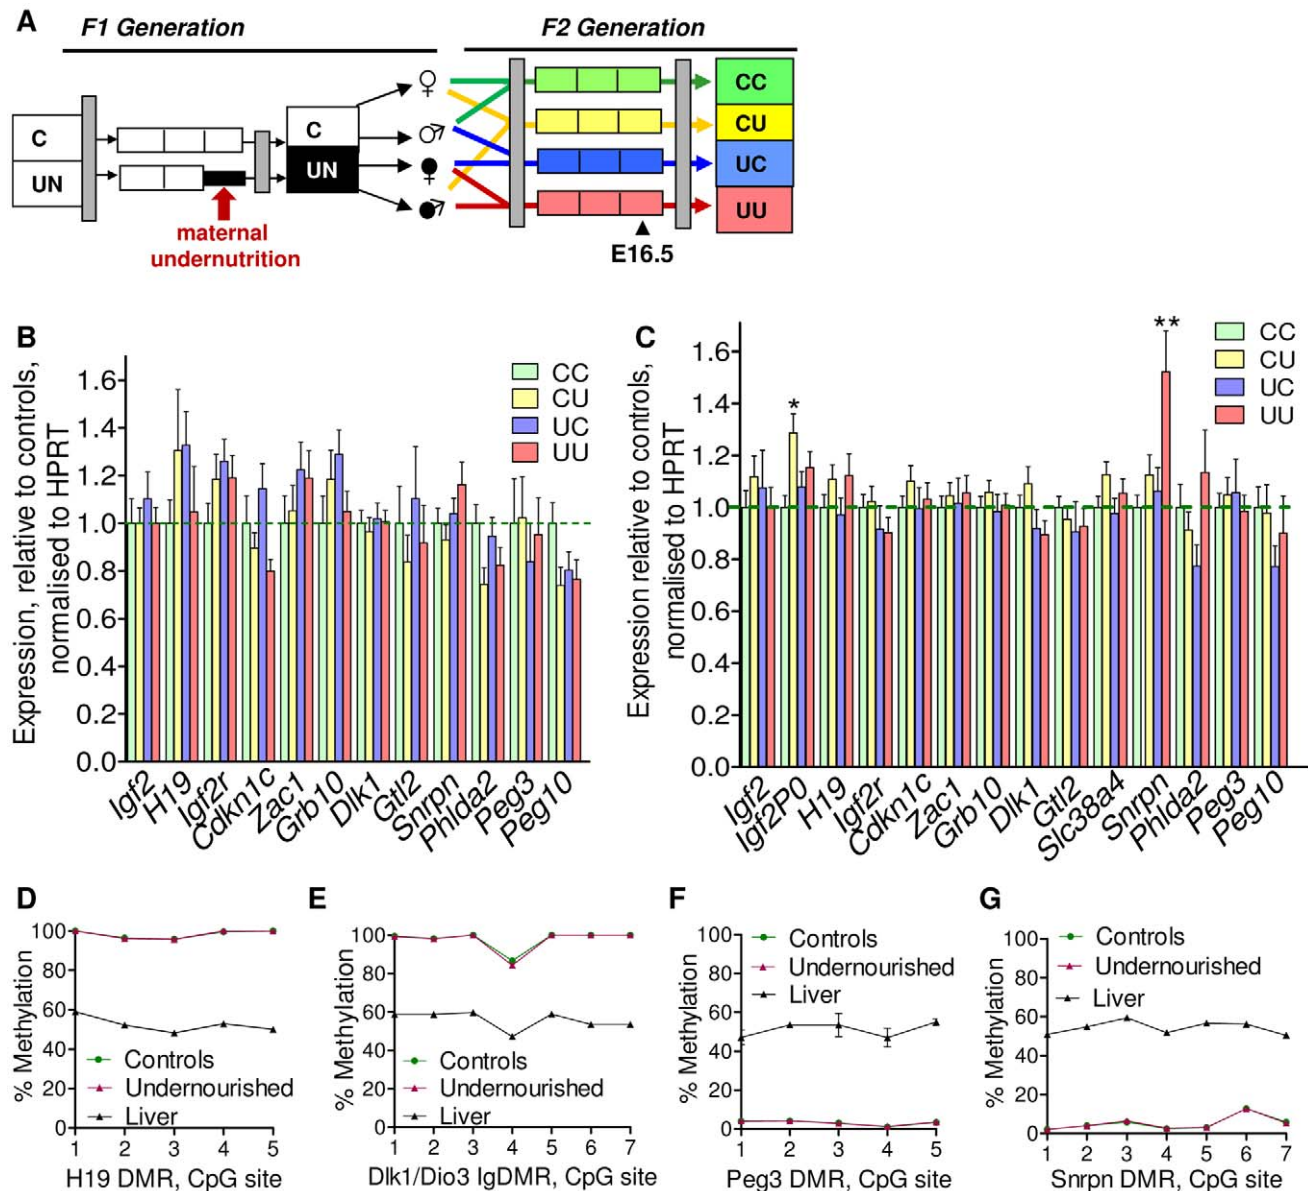 A
F1 Generation
F2 Generation
C
UN
C
UN
♀
♂
♀
♂
CC
CU
UC
UU
maternal
undernutrition
E16.5
B
Expression, relative to controls,
normalised to HPRT
1.6
1.4
1.2
1.0
0.8
0.6
0.4
0.2
0.0
CC
CU
UC
UU
Igf2
H19
Igf2r
Cdkn1c
Zac1
Grb10
Dlk1
Gtl2
Snrpn
Phlda2
Peg3
Peg10
C
Expression relative to controls,
normalised to HPRT
1.6
1.4
1.2
1.0
0.8
0.6
0.4
0.2
0.0
*
**
CC
CU
UC
UU
Igf2
Igf2P0
H19
Igf2r
Cdkn1c
Zac1
Grb10
Dlk1
Gtl2
Slc38a4
Snrpn
Phlda2
Peg3
Peg10
D
% Methylation
100
80
60
40
20
0
Controls
Undernourished
Liver
1 2 3 4 5
H19 DMR, CpG site
E
% Methylation
100
80
60
40
20
0
Controls
Undernourished
Liver
1 2 3 4 5 6 7
Dlk1/Dio3 IgDMR, CpG site
F
% Methylation
100
80
60
40
20
0
Controls
Undernourished
Liver
1 2 3 4 5
Peg3 DMR, CpG site
G
% Methylation
100
80
60
40
20
0
Controls
Undernourished
Liver
1 2 3 4 5 6 7
Snrpn DMR, CpG site